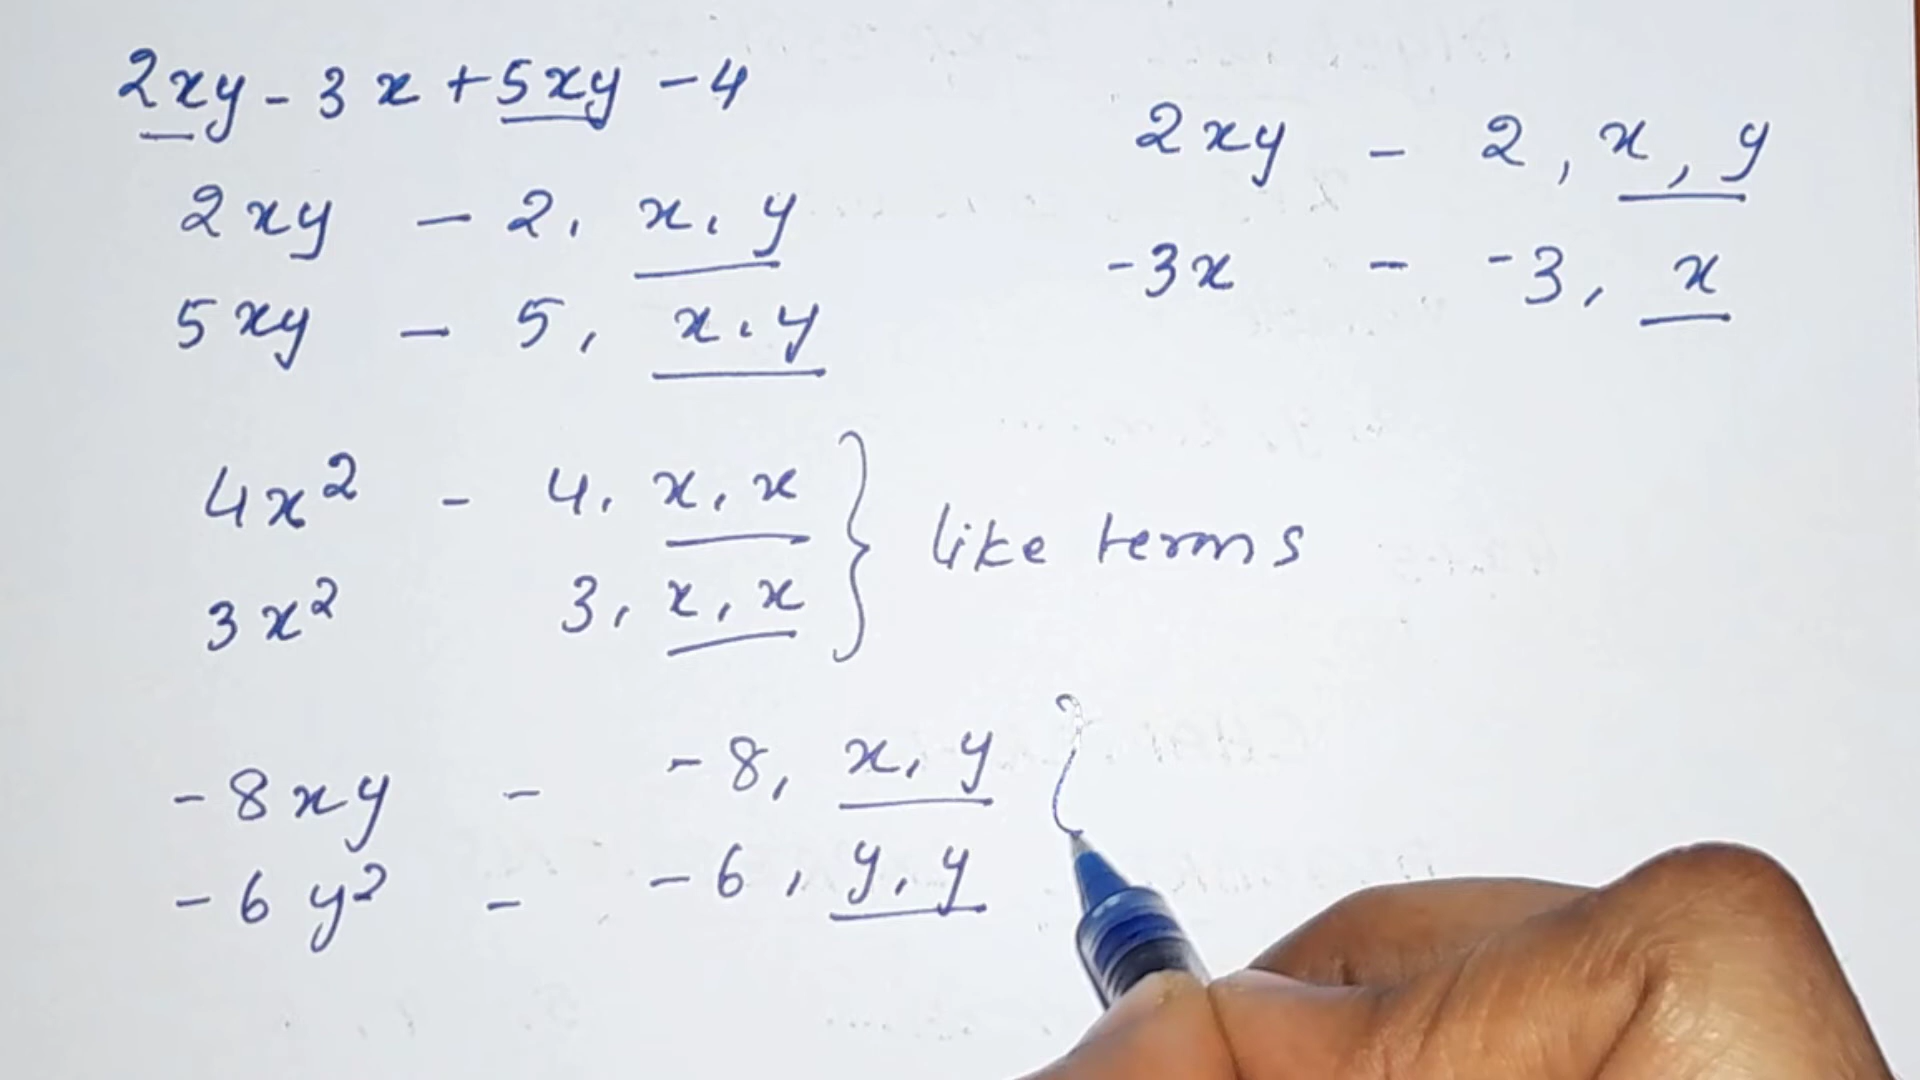 2xy - 3x + 5xy - 4
2xy - 2, x, y
5xy - 5, x, y
2xy - 2, x, y
-3x - -3, x
4x² - 4, x, x
3x² 3, x, x
like terms
-8xy - -8, x, y
-6y² - -6, y, y